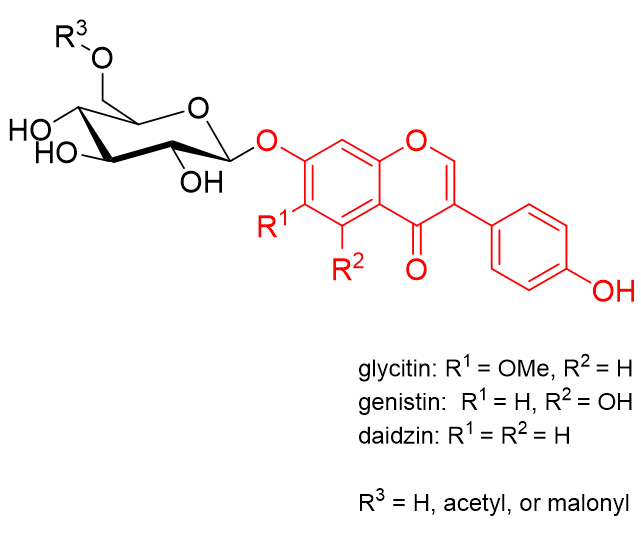 R³
O
HO
HO
O
OH
O
O
R¹
R²
O
OH
glycitin: R¹ = OMe, R² = H
genistin: R¹ = H, R² = OH
daidzin: R¹ = R² = H
R³ = H, acetyl, or malonyl